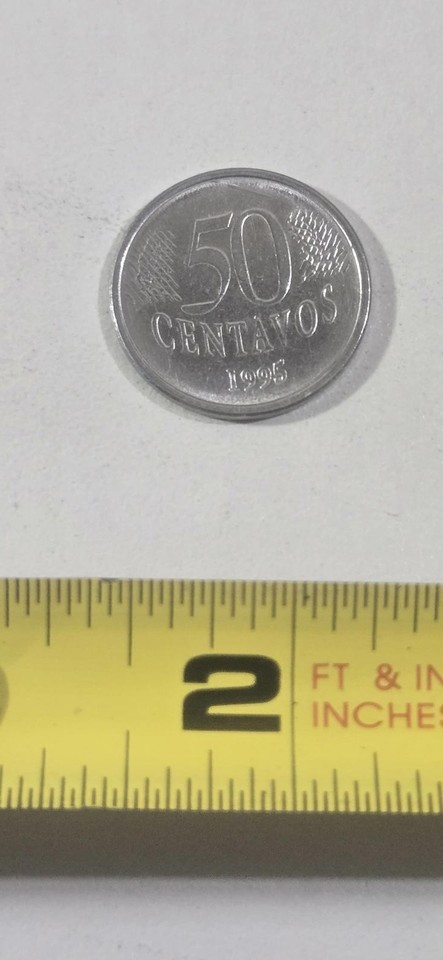 50
CENTAVOS
1995
2
FT & IN
INCHES